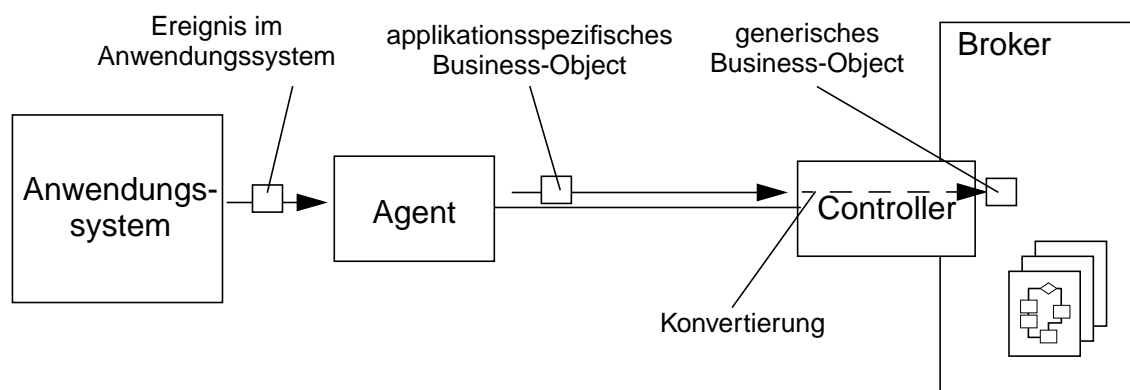 Ereignis im
Anwendungssystem
applikationsspezifisches
Business-Object
generisches
Business-Object
Broker
Anwendungs-
system
Agent
Controller
Konvertierung